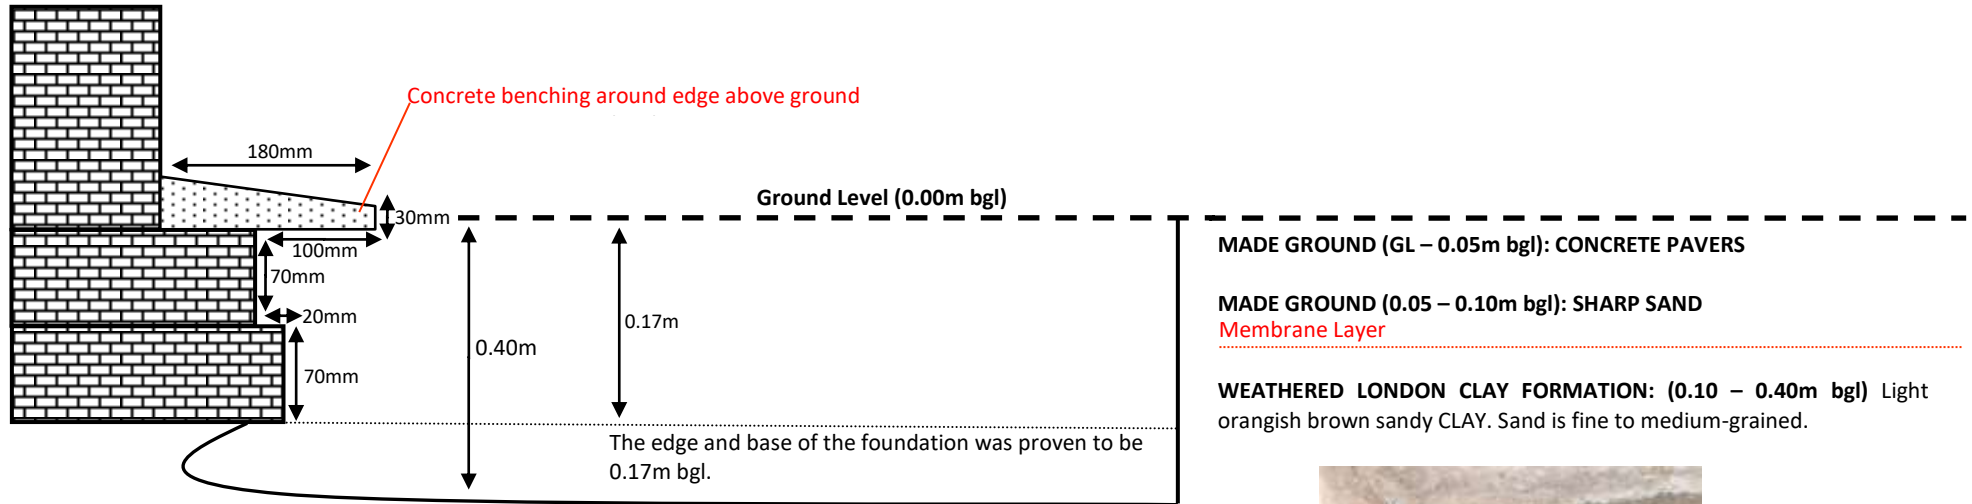 Concrete benching around edge above ground
180mm
Ground Level (0.00m bgl)
30mm
100mm
70mm
20mm
0.17m
0.40m
70mm
The edge and base of the foundation was proven to be
0.17m bgl.
MADE GROUND (GL – 0.05m bgl): CONCRETE PAVERS
MADE GROUND (0.05 – 0.10m bgl): SHARP SAND
Membrane Layer
WEATHERED LONDON CLAY FORMATION: (0.10 – 0.40m bgl) Light
orangish brown sandy CLAY. Sand is fine to medium-grained.